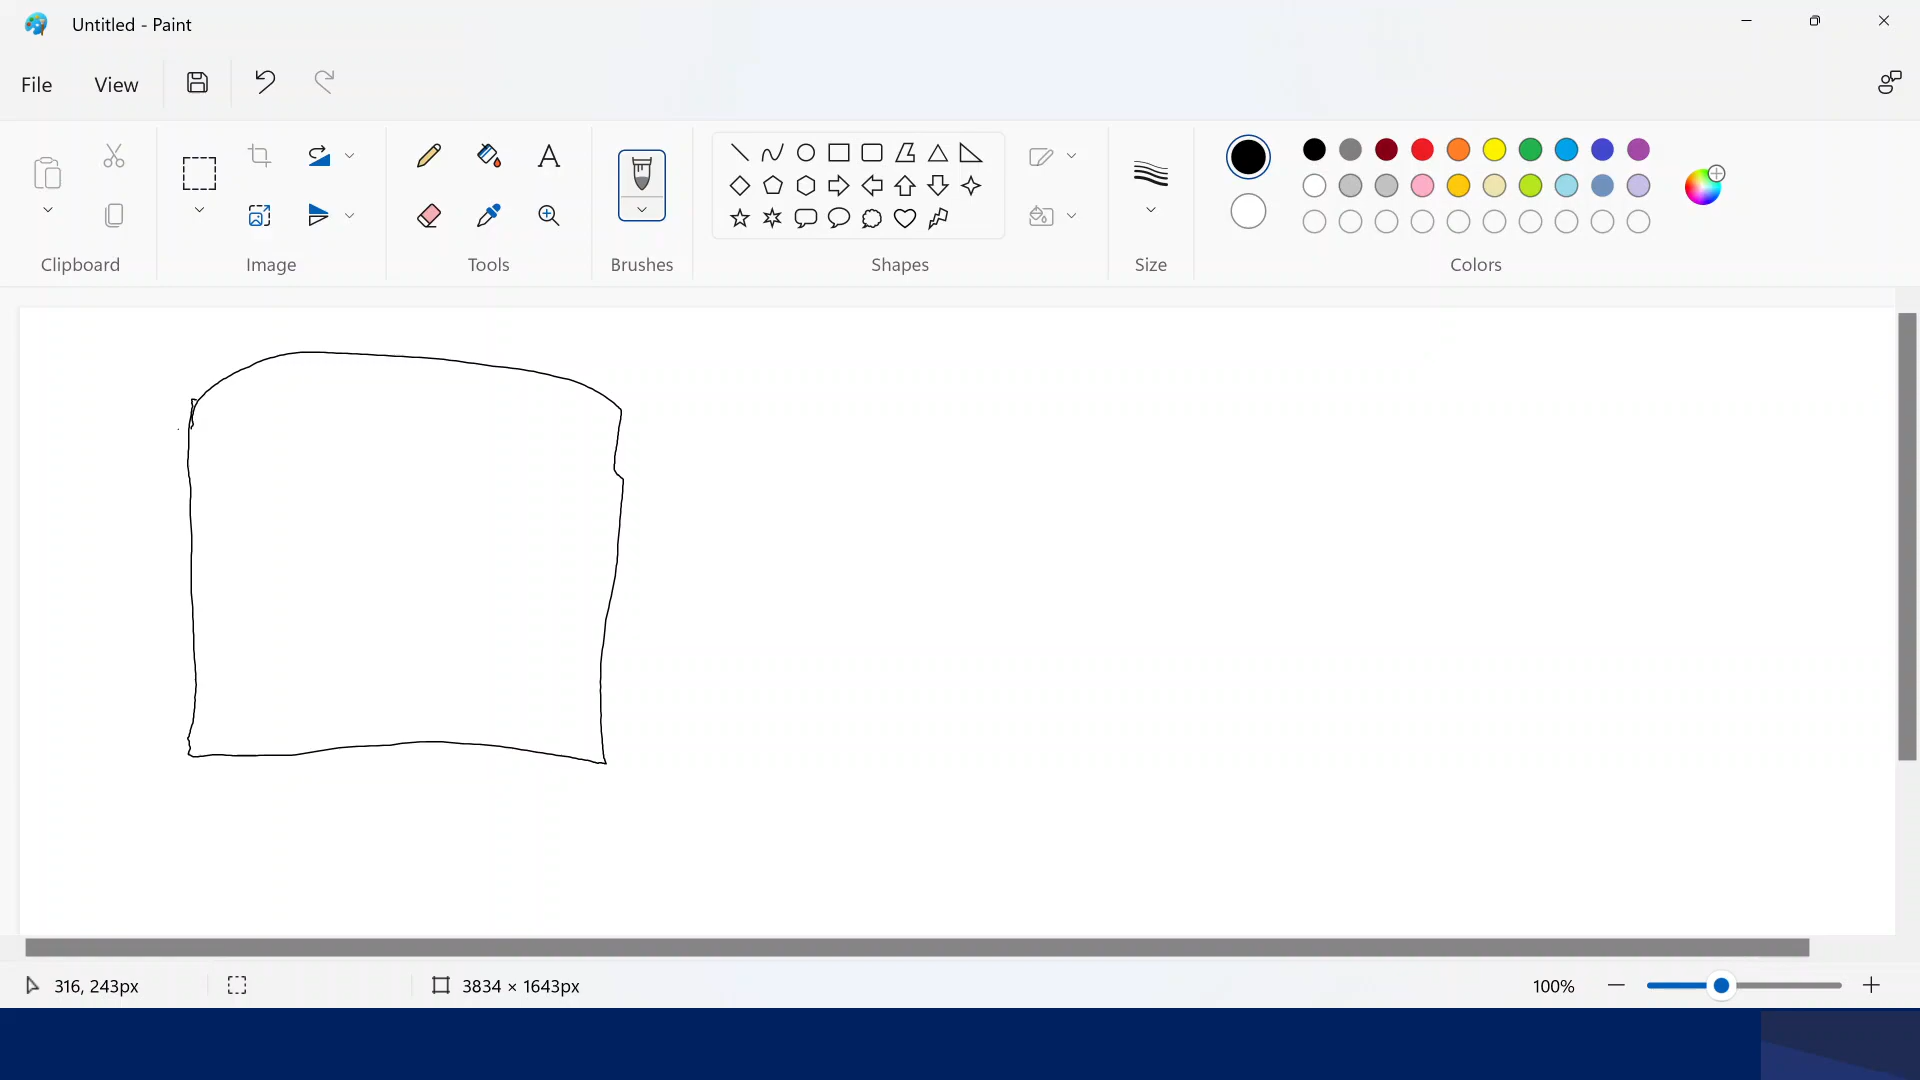 Untitled - Paint
File
View
Clipboard
Image
Tools
Brushes
Shapes
Size
Colors
316, 243px
3834 × 1643px
100%